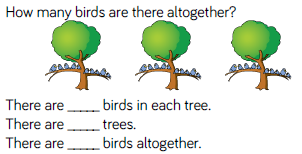 How many birds are there altogether?
There are _____ birds in each tree.
There are _____ trees.
There are _____ birds altogether.